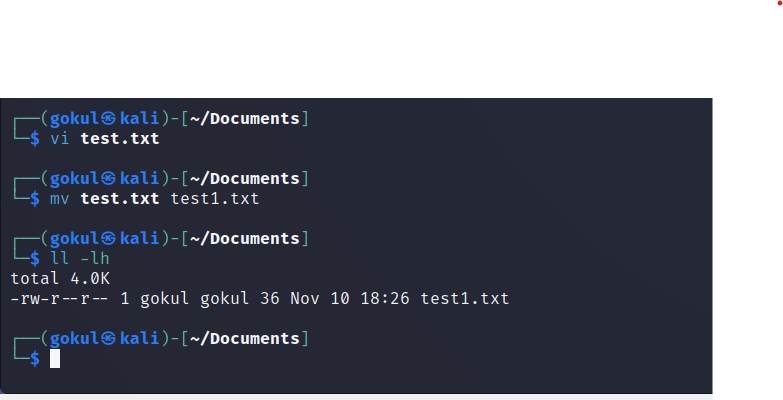 ┌──(gokul㉿kali)-[~/Documents]
└─$ vi test.txt
┌──(gokul㉿kali)-[~/Documents]
└─$ mv test.txt test1.txt
┌──(gokul㉿kali)-[~/Documents]
└─$ ll -lh
total 4.0K
-rw-r--r-- 1 gokul gokul 36 Nov 10 18:26 test1.txt
┌──(gokul㉿kali)-[~/Documents]
└─$